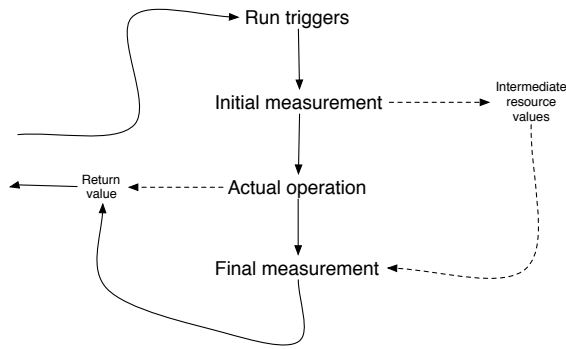 Run triggers
Initial measurement
Intermediate
resource
values
Return
value
Actual operation
Final measurement